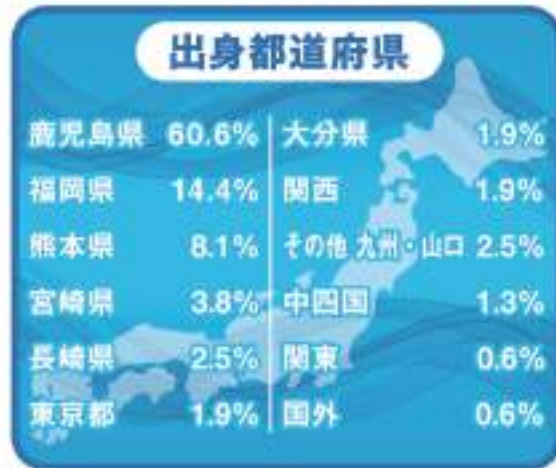 出身都道府県
鹿児島県 60.6%
福岡県 14.4%
熊本県 8.1%
宮崎県 3.8%
長崎県 2.5%
東京都 1.9%
大分県 1.9%
関西 1.9%
その他 九州・山口 2.5%
中四国 1.3%
関東 0.6%
国外 0.6%